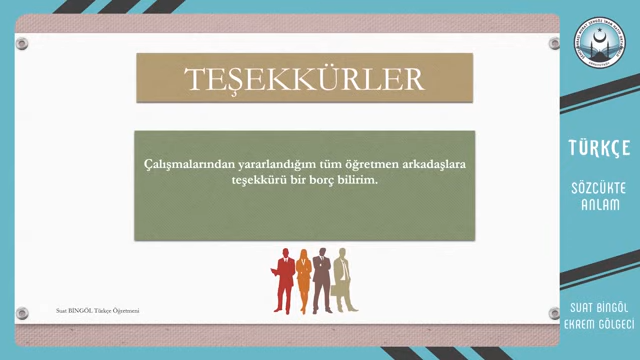 TEŞEKKÜRLER
Çalışmalarından yararlandığım tüm öğretmen arkadaşlara
teşekkürü bir borç bilirim.
Suat BİNGÖL Türkçe Öğretmeni
TÜRKÇE
SÖZCÜKTE
ANLAM
SUAT BİNGÖL
EKREM GÖLGECİ